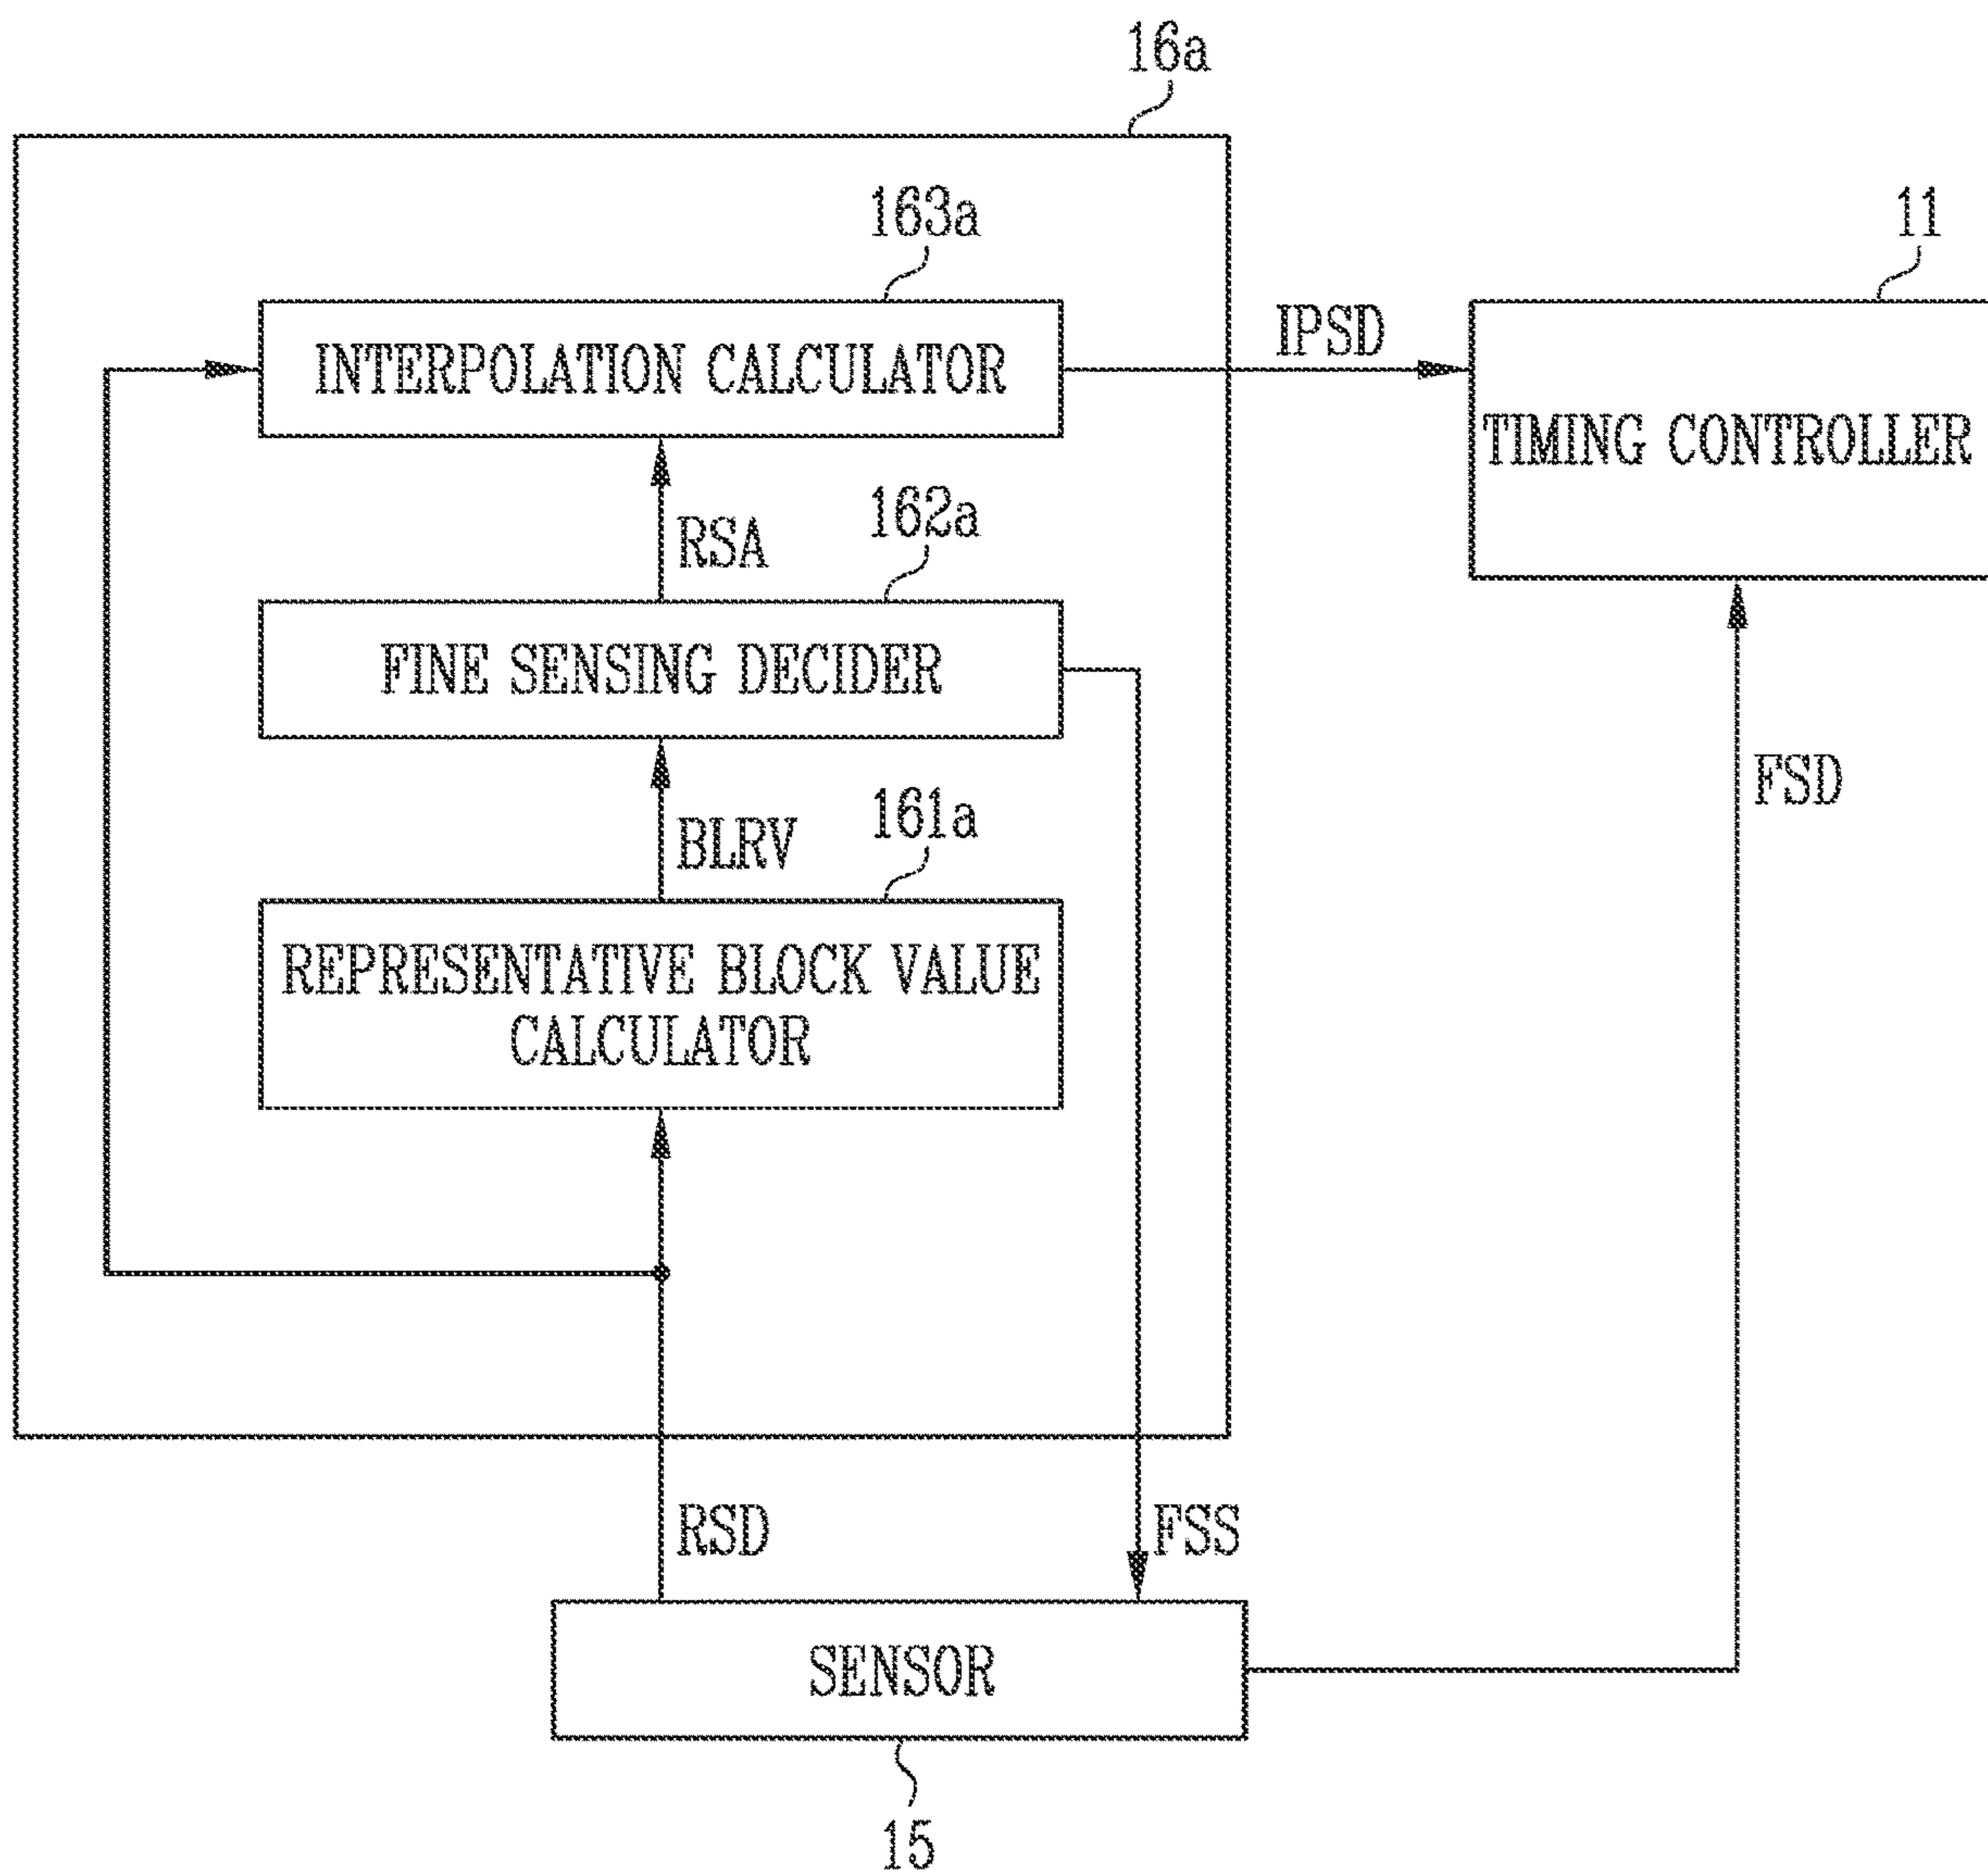 16a
163a
11
INTERPOLATION CALCULATOR
IPSD
TIMING CONTROLLER
RSA
162a
FINE SENSING DECIDER
FSD
BLRV
161a
REPRESENTATIVE BLOCK VALUE
CALCULATOR
RSD
FSS
SENSOR
15